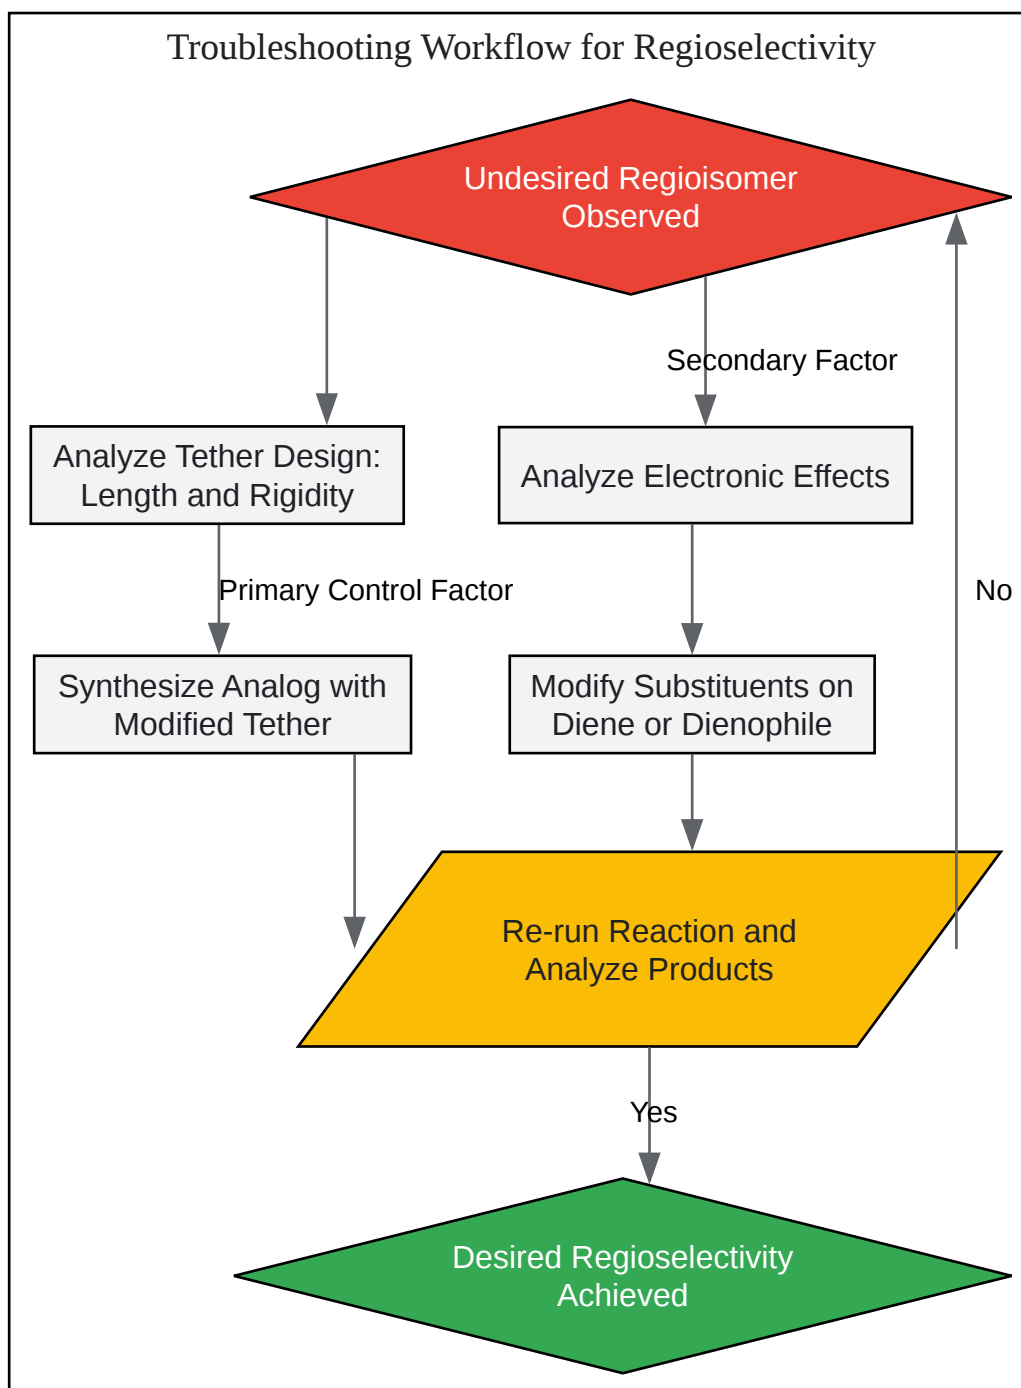 Troubleshooting Workflow for Regioselectivity
Undesired Regioisomer
Observed
Secondary Factor
Analyze Tether Design:
Length and Rigidity
Analyze Electronic Effects
Primary Control Factor
No
Synthesize Analog with
Modified Tether
Modify Substituents on
Diene or Dienophile
Re-run Reaction and
Analyze Products
Yes
Desired Regioselectivity
Achieved